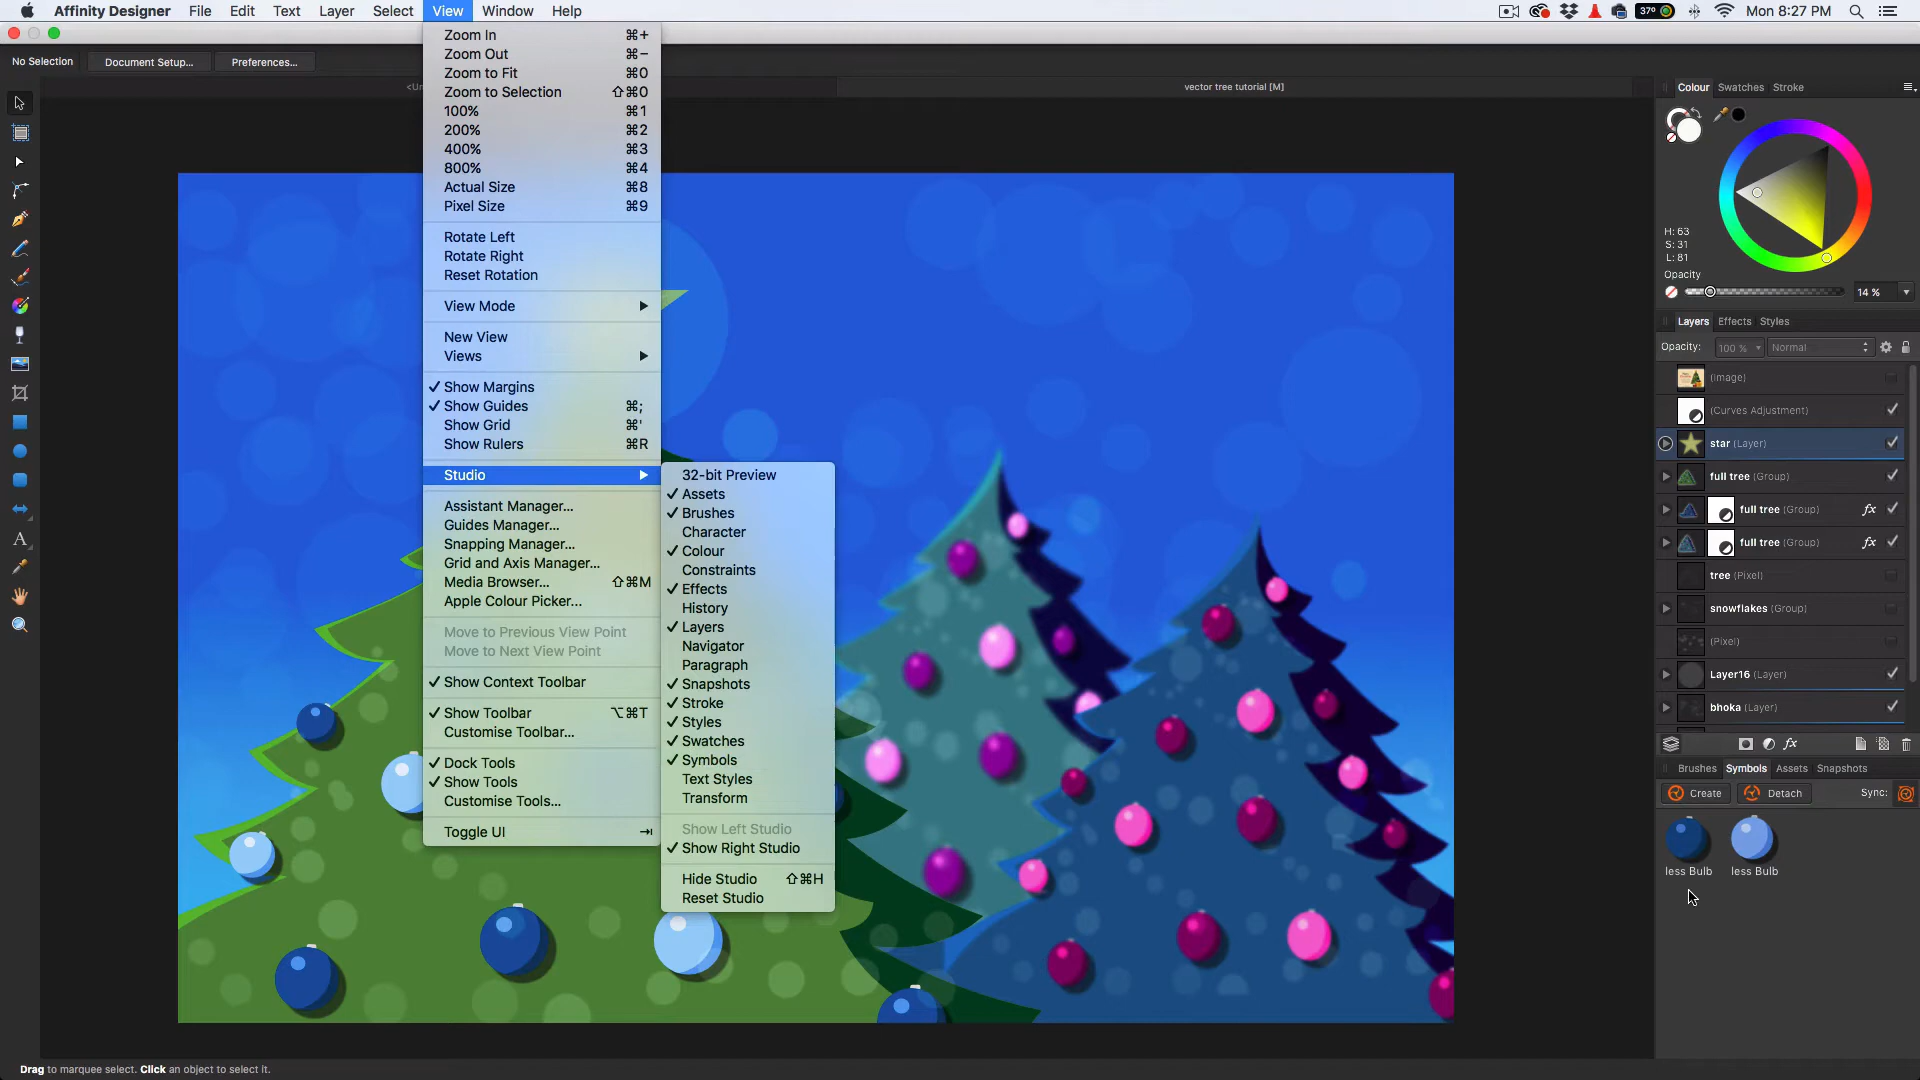 Affinity Designer File Edit Text Layer Select View Window Help 37° Mon 8:27 PM
No Selection Document Setup... Preferences...
vector tree tutorial [M]
Zoom In ⌘+
Zoom Out ⌘−
Zoom to Fit ⌘0
Zoom to Selection ⇧⌘0
100% ⌘1
200% ⌘2
400% ⌘3
800% ⌘4
Actual Size ⌘8
Pixel Size ⌘9
Rotate Left
Rotate Right
Reset Rotation
View Mode
New View
Views
✓ Show Margins
✓ Show Guides ⌘;
Show Grid ⌘'
Show Rulers ⌘R
Studio
Assistant Manager...
Guides Manager...
Snapping Manager...
Grid and Axis Manager...
Media Browser... ⇧⌘M
Apple Colour Picker...
Move to Previous View Point
Move to Next View Point
✓ Show Context Toolbar
✓ Show Toolbar ⌥⌘T
Customise Toolbar...
✓ Dock Tools
✓ Show Tools
Customise Tools...
Toggle UI ⇥
32-bit Preview
✓ Assets
✓ Brushes
Character
✓ Colour
Constraints
✓ Effects
History
✓ Layers
Navigator
Paragraph
✓ Snapshots
✓ Stroke
✓ Styles
✓ Swatches
✓ Symbols
Text Styles
Transform
Show Left Studio
✓ Show Right Studio
Hide Studio ⇧⌘H
Reset Studio
Colour Swatches Stroke
H: 63
S: 31
L: 81
Opacity
14 %
Layers Effects Styles
Opacity: 100 % Normal
(Image)
(Curves Adjustment)
star (Layer)
full tree (Group)
full tree (Group) fx
full tree (Group) fx
tree (Pixel)
snowflakes (Group)
(Pixel)
Layer16 (Layer)
bhoka (Layer)
fx
Brushes Symbols Assets Snapshots
Create Detach Sync:
less Bulb less Bulb
Drag to marquee select. Click an object to select it.